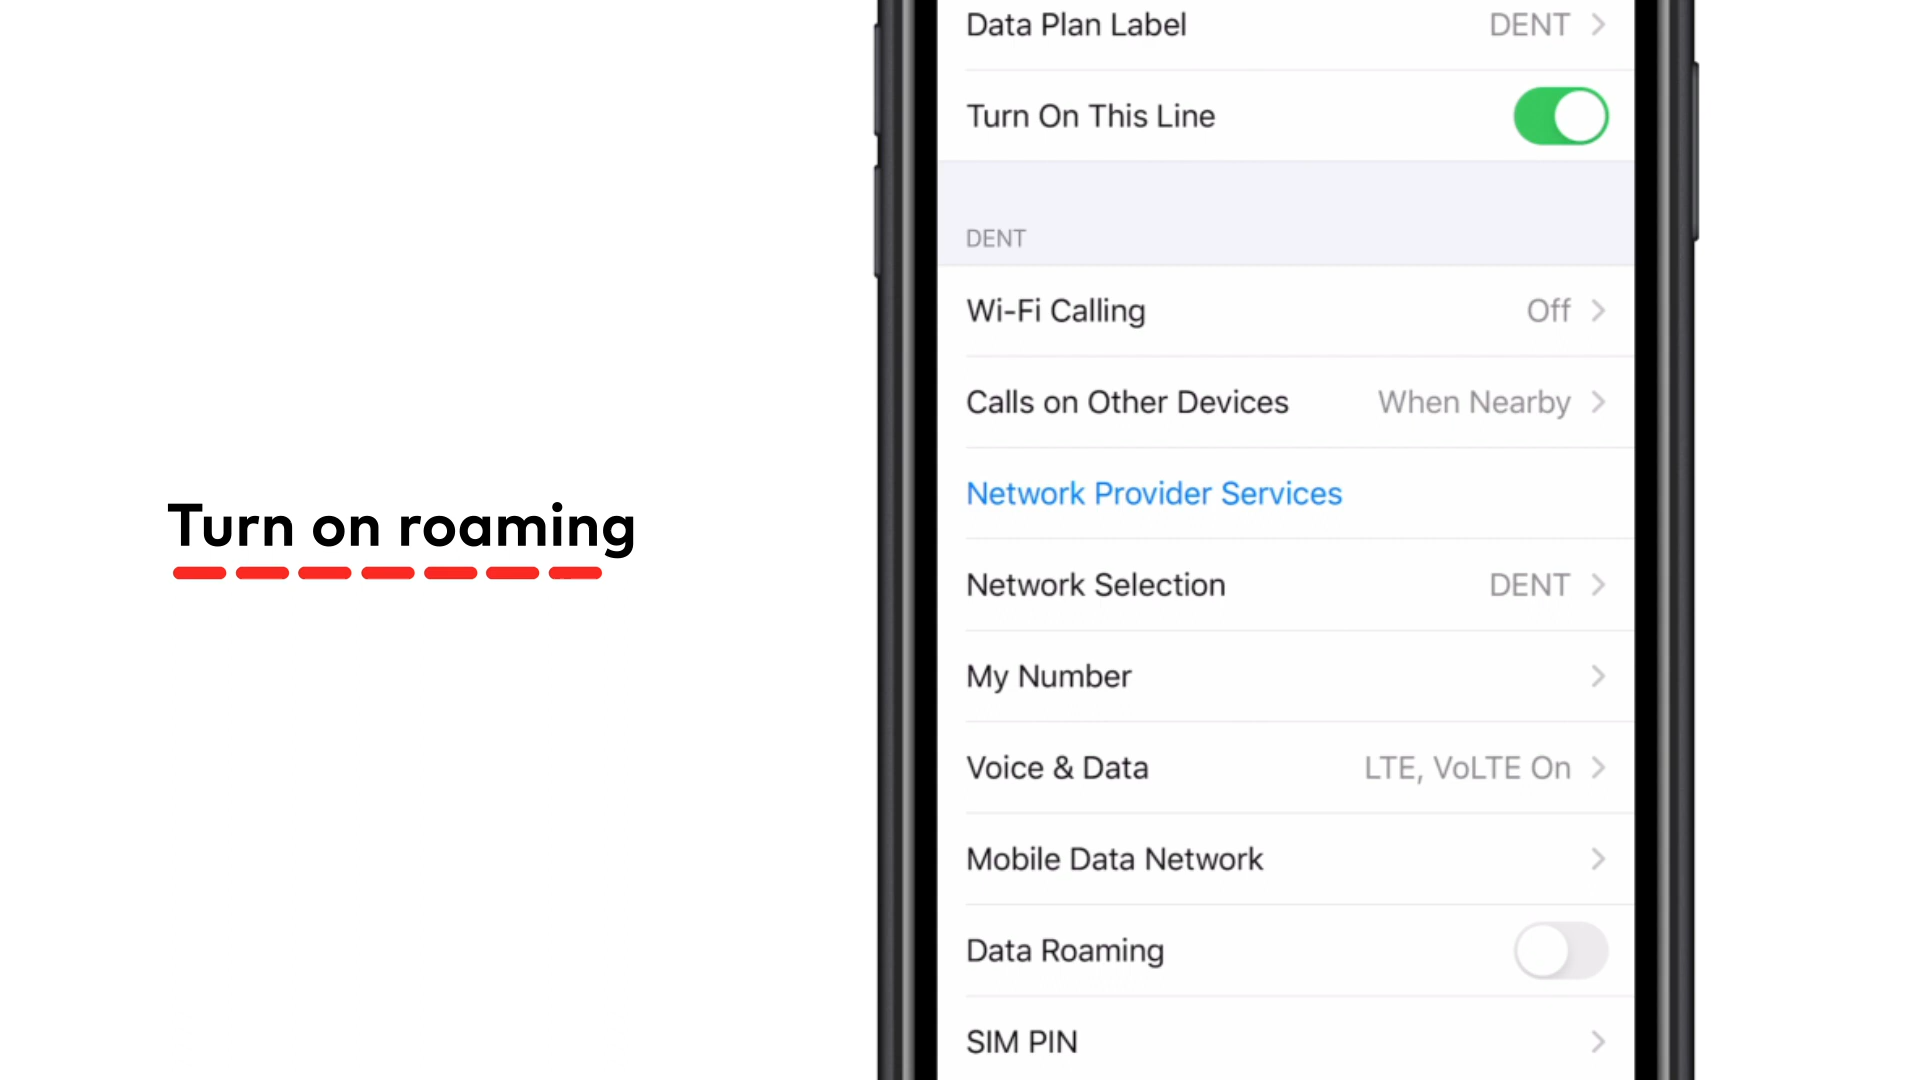 Turn on roaming
Data Plan Label DENT
Turn On This Line
DENT
Wi-Fi Calling Off
Calls on Other Devices When Nearby
Network Provider Services
Network Selection DENT
My Number
Voice & Data LTE, VoLTE On
Mobile Data Network
Data Roaming
SIM PIN